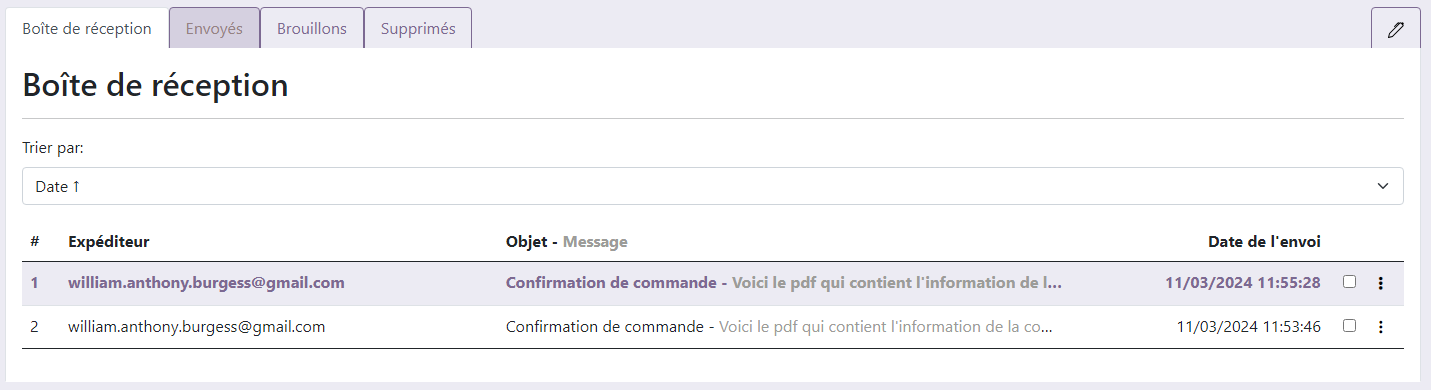 Boîte de réception Envoyés Brouillons Supprimés
Boîte de réception
Trier par:
Date ↑
# Expéditeur Objet - Message Date de l'envoi
1 william.anthony.burgess@gmail.com Confirmation de commande - Voici le pdf qui contient l'information de l... 11/03/2024 11:55:28
2 william.anthony.burgess@gmail.com Confirmation de commande - Voici le pdf qui contient l'information de la co... 11/03/2024 11:53:46